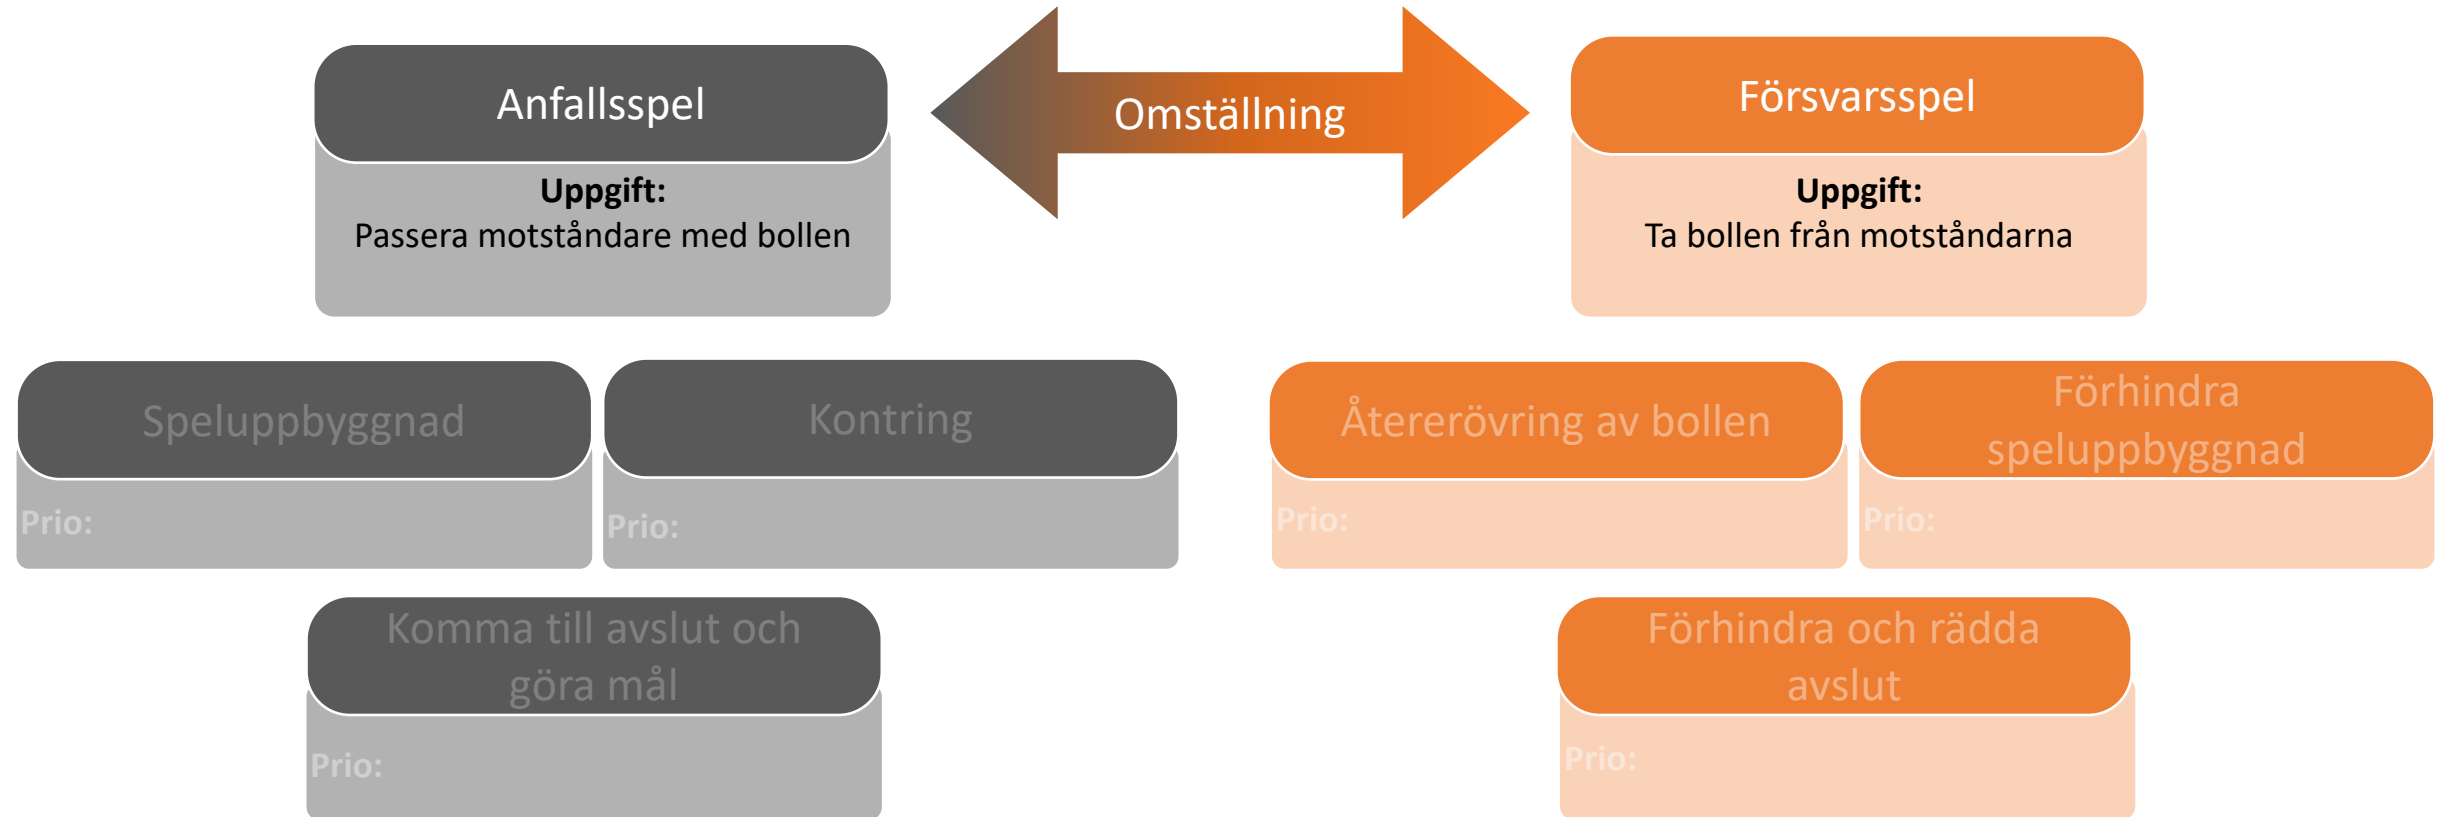 Anfallsspel
Uppgift:
Passera motståndare med bollen
Omställning
Försvarsspel
Uppgift:
Ta bollen från motståndarna
Speluppbyggnad
Prio:
Kontring
Prio:
Återerövring av bollen
Prio:
Förhindra
speluppbyggnad
Prio:
Komma till avslut och
göra mål
Prio:
Förhindra och rädda
avslut
Prio: